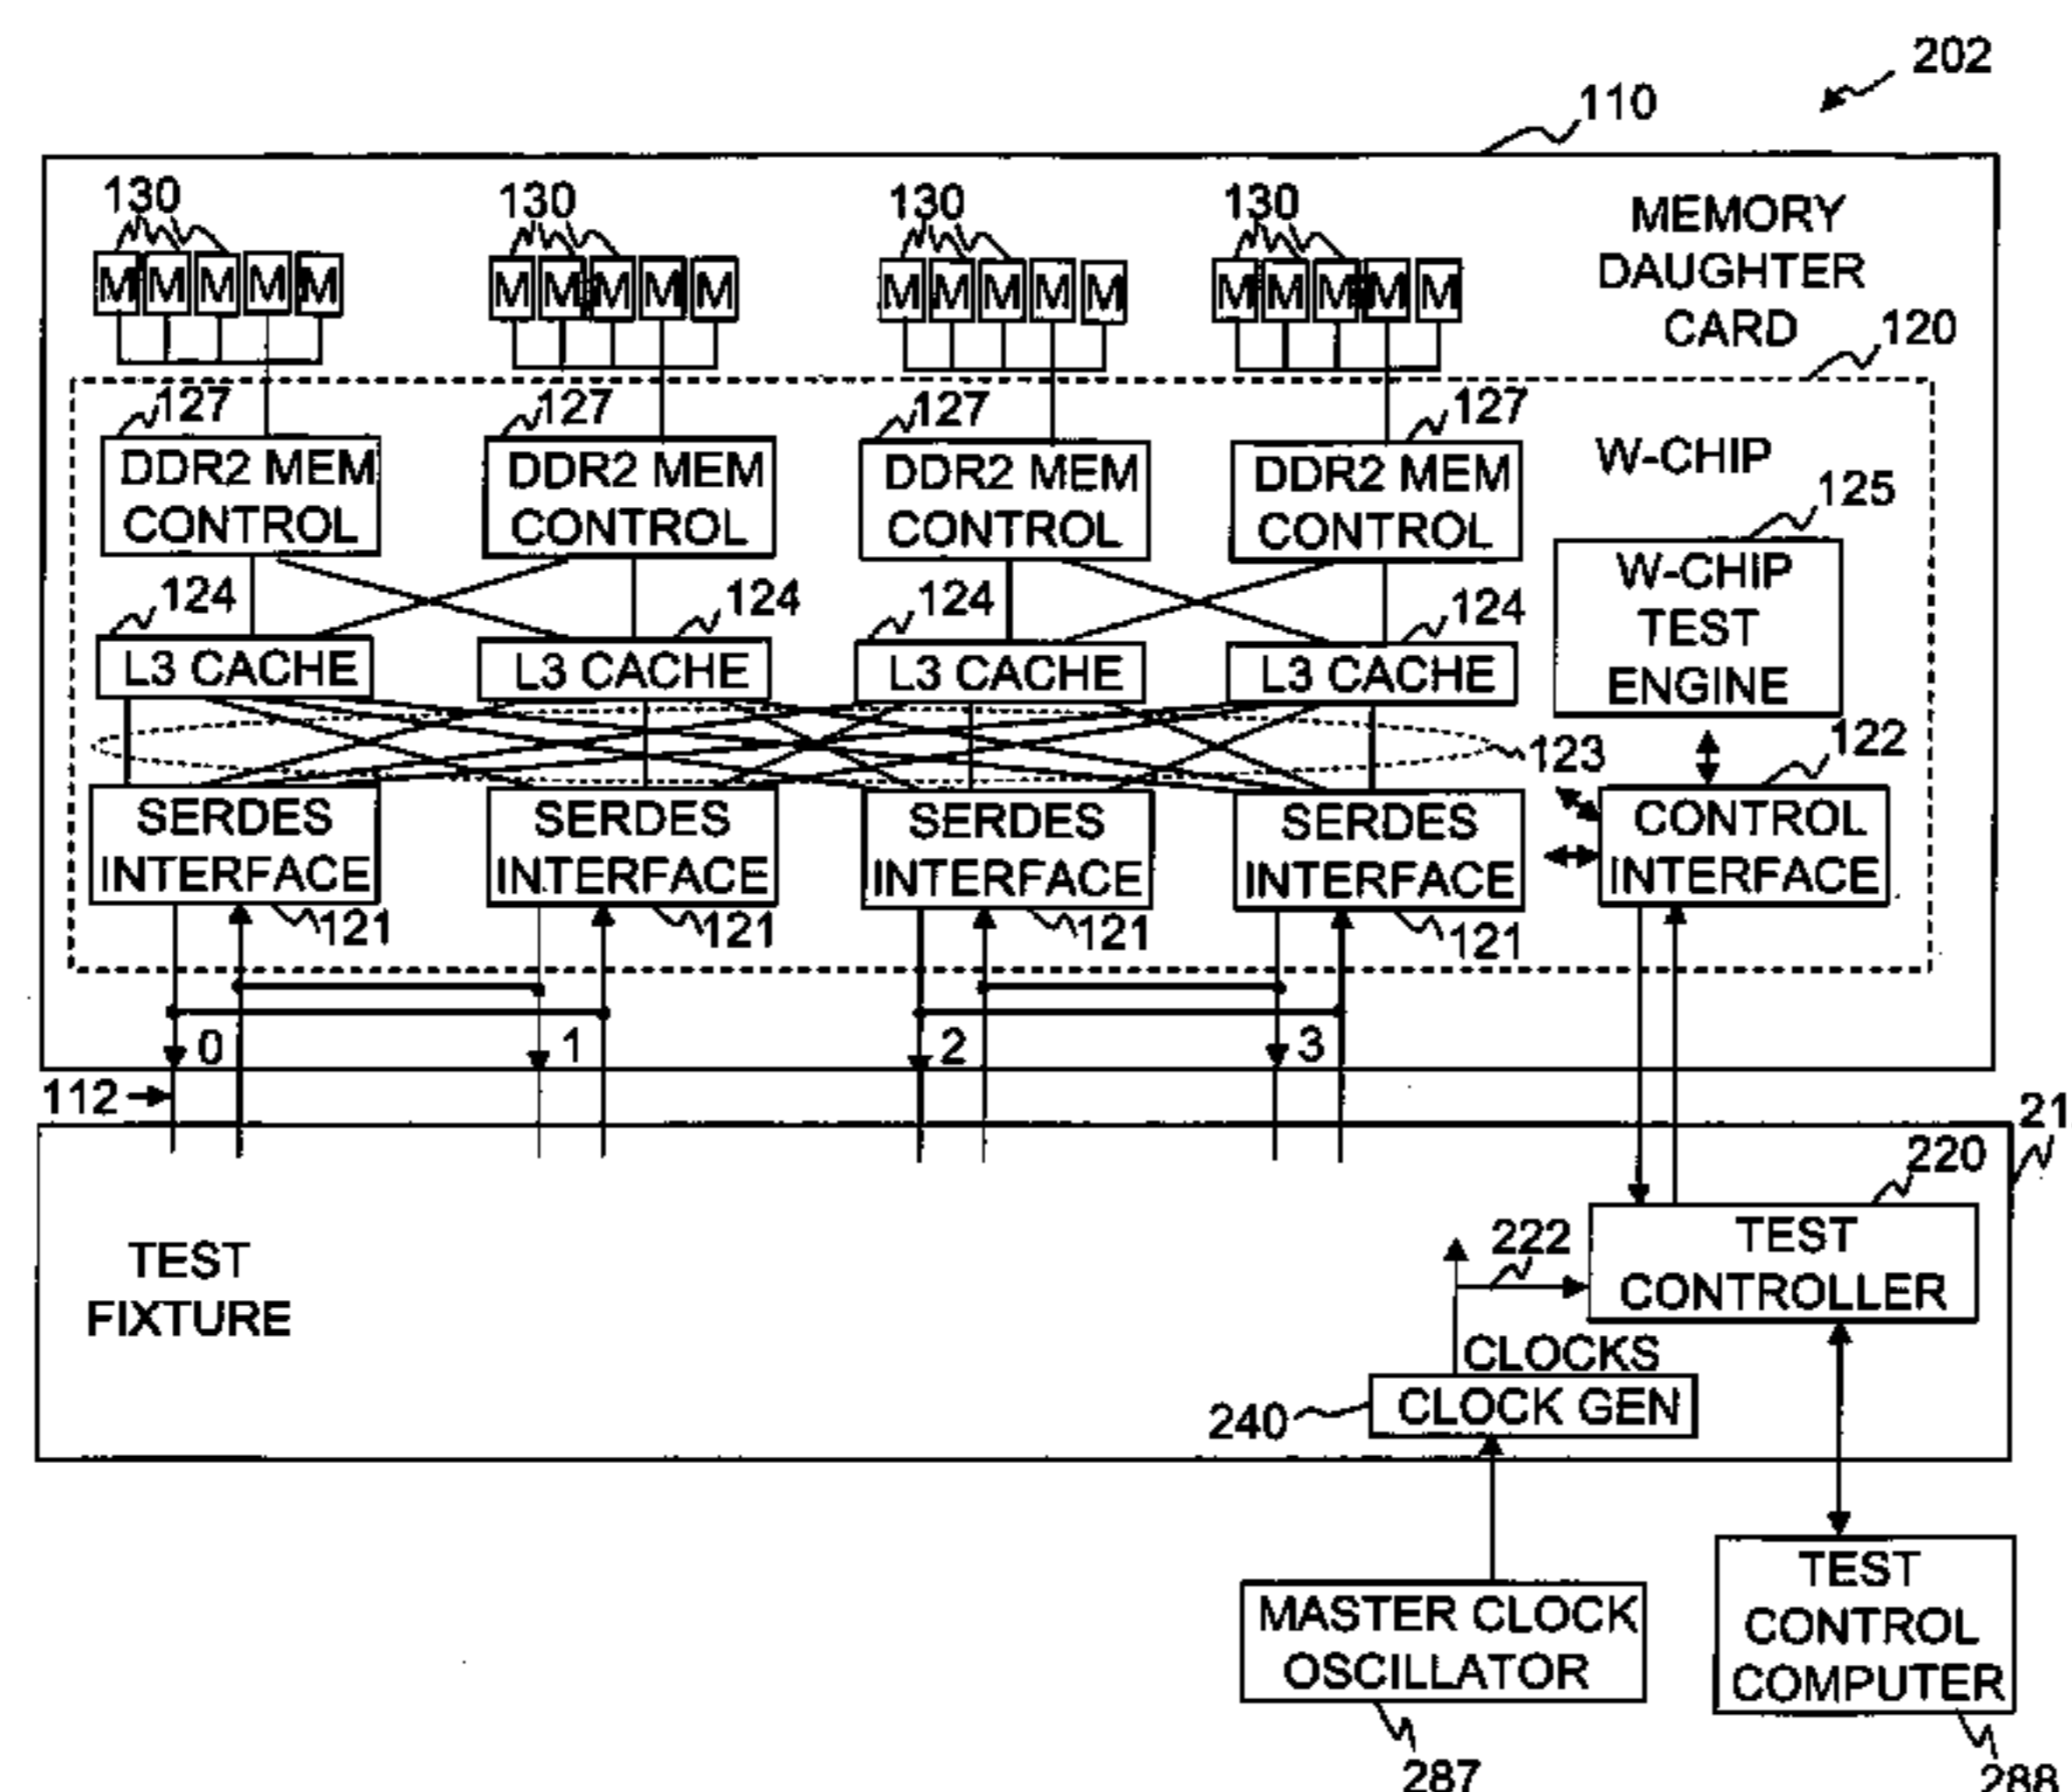 202
110
130 130 130 130
MEMORY
DAUGHTER
CARD
M M M M M M M M M M M M M M M M M M M M
120
127 127 127 127
DDR2 MEM
CONTROL
DDR2 MEM
CONTROL
DDR2 MEM
CONTROL
DDR2 MEM
CONTROL
W-CHIP
125
W-CHIP
TEST
ENGINE
124 124 124 124
L3 CACHE L3 CACHE L3 CACHE L3 CACHE
123
122
SERDES
INTERFACE
SERDES
INTERFACE
SERDES
INTERFACE
SERDES
INTERFACE
CONTROL
INTERFACE
121 121 121 121
0 1 2 3
112
21
220
TEST
FIXTURE
222
TEST
CONTROLLER
CLOCKS
240
CLOCK GEN
MASTER CLOCK
OSCILLATOR
TEST
CONTROL
COMPUTER
287
288